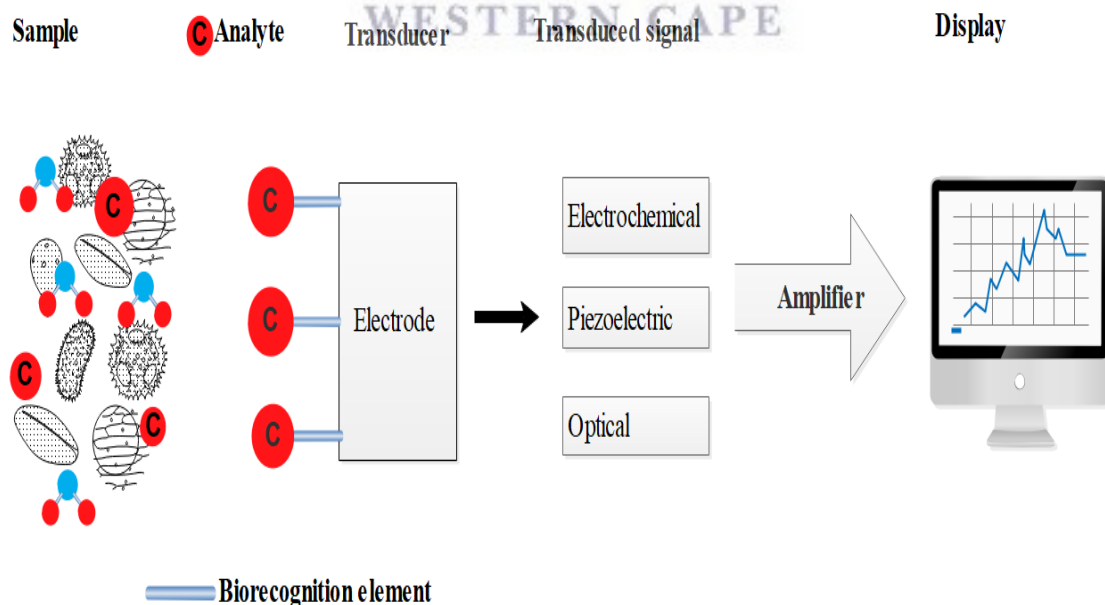 WESTERN CAPE
Sample
C Analyte
Transducer
Transduced signal
Display
C
C
C
C
C
C
Electrode
Electrochemical
Piezoelectric
Optical
Amplifier
Biorecognition element